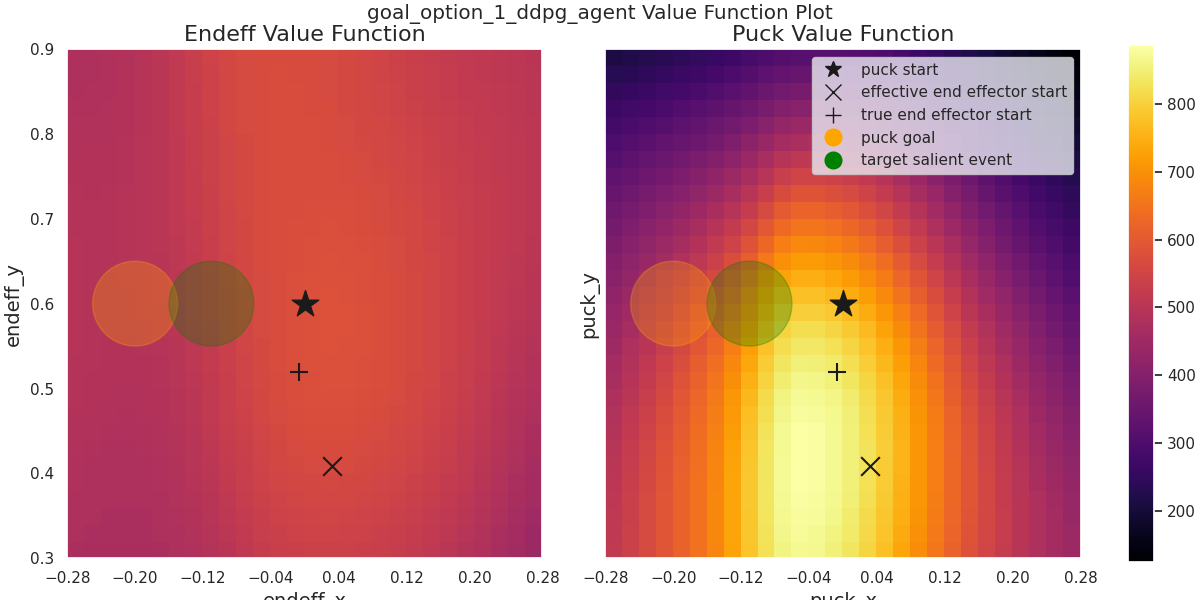 goal_option_1_ddpg_agent Value Function Plot
Endeff Value Function
Puck Value Function
endeff_y
0.9
0.8
0.7
0.6
0.5
0.4
0.3
−0.28 −0.20 −0.12 −0.04 0.04 0.12 0.20 0.28
endeff_x
puck_y
puck start
effective end effector start
true end effector start
puck goal
target salient event
−0.28 −0.20 −0.12 −0.04 0.04 0.12 0.20 0.28
puck_x
800
700
600
500
400
300
200